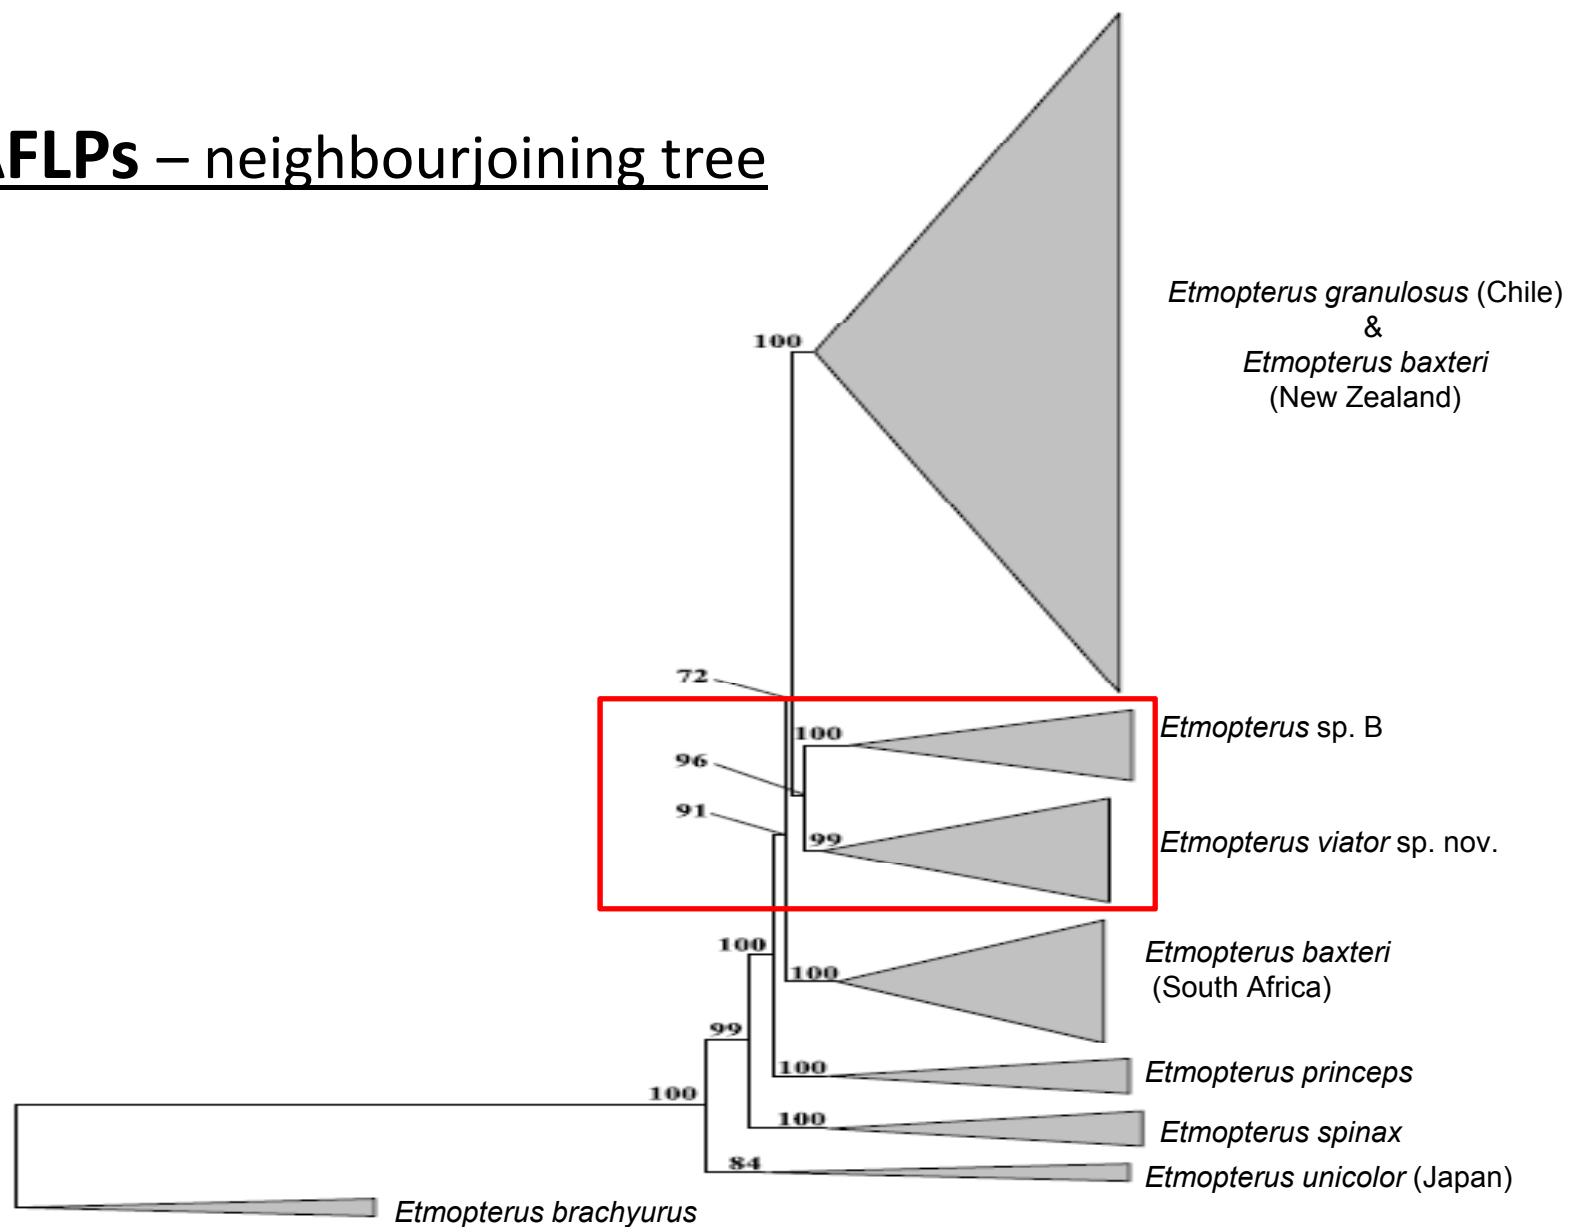 AFLPs – neighbourjoining tree
Etmopterus granulosus (Chile)
&
Etmopterus baxteri
(New Zealand)
100
72
100
Etmopterus sp. B
96
91
99
Etmopterus viator sp. nov.
100
100
Etmopterus baxteri
(South Africa)
99
100
Etmopterus princeps
100
100
Etmopterus spinax
84
Etmopterus unicolor (Japan)
Etmopterus brachyurus